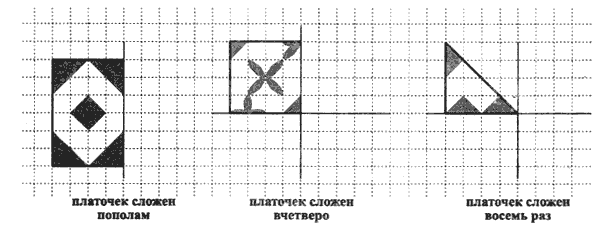 платочек сложен
пополам
платочек сложен
вчетверо
платочек сложен
восемь раз